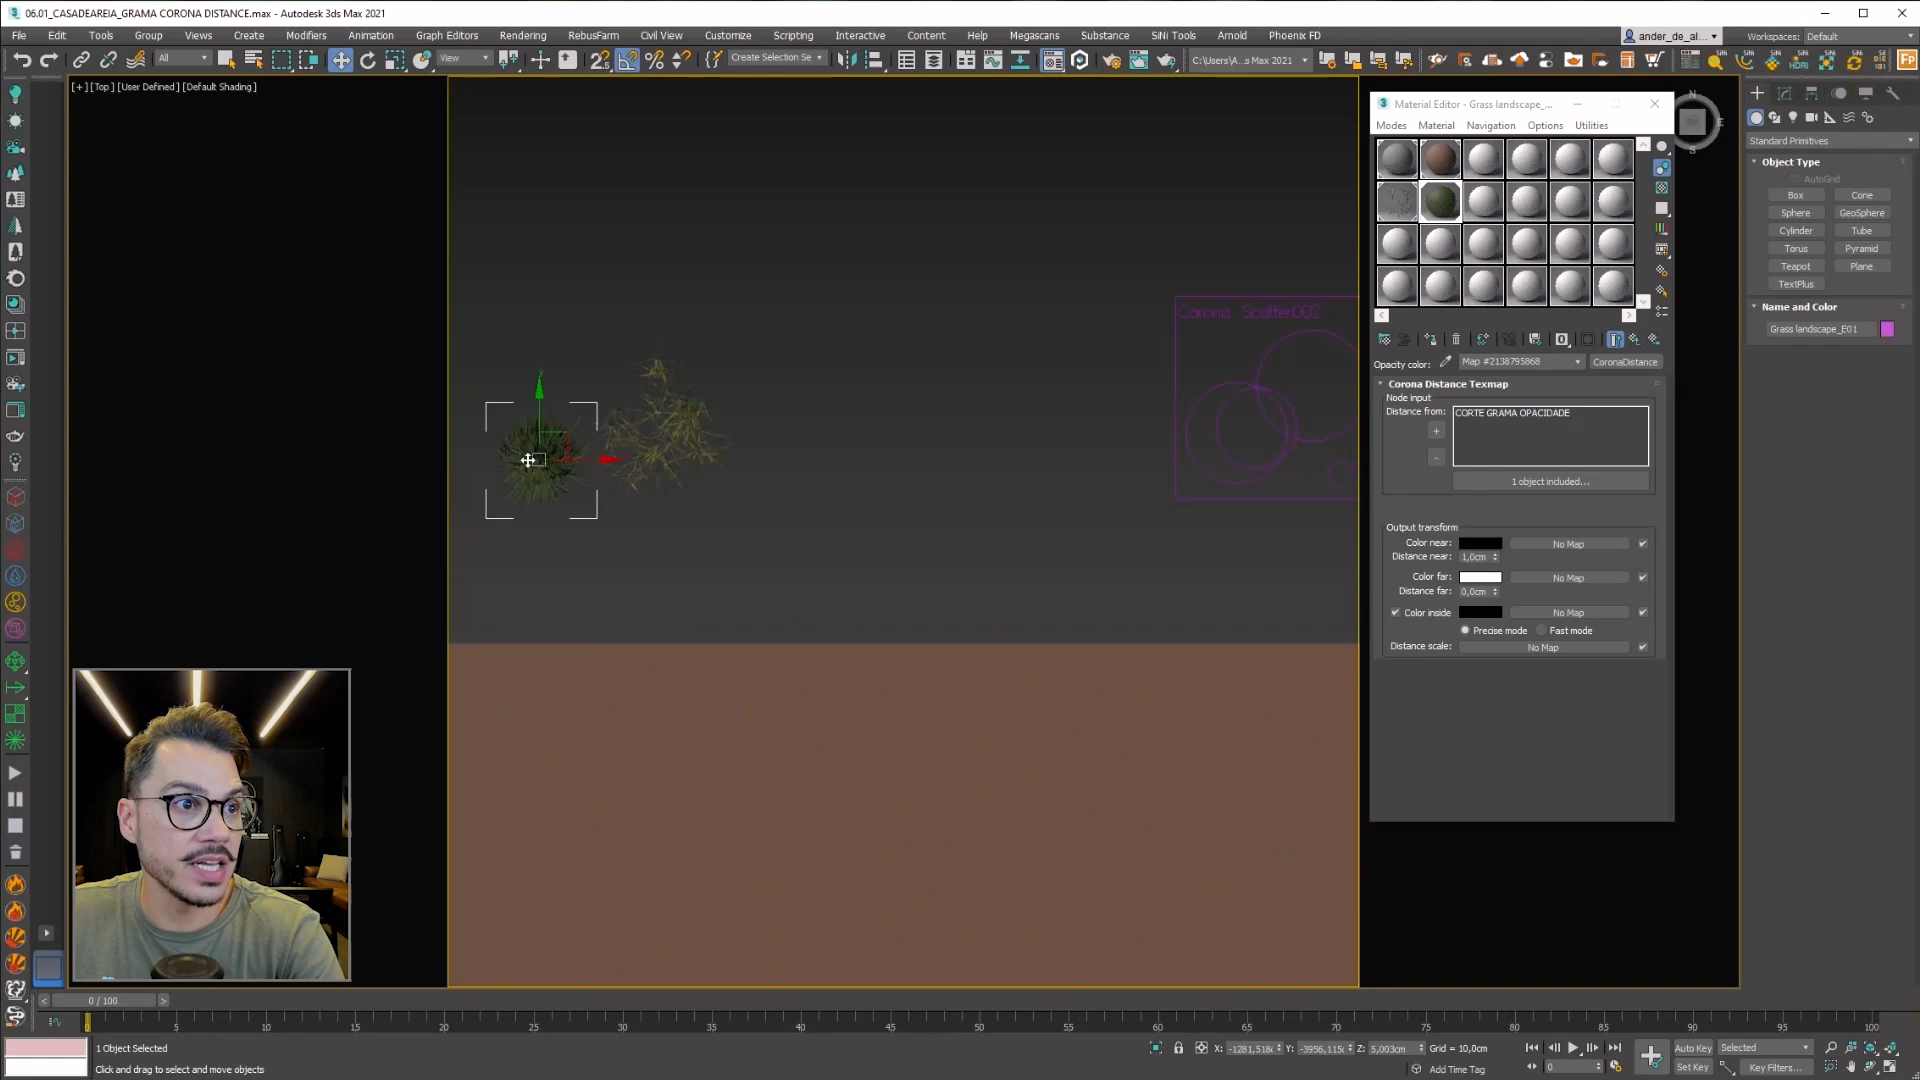 06.01_CASADEAREIA_GRAMA CORONA DISTANCE.max - Autodesk 3ds Max 2021
File Edit Tools Group Views Create Modifiers Animation Graph Editors Rendering RebusFarm Civil View Customize Scripting Interactive Content Help Megascans Substance SiNi Tools Arnold Phoenix FD
ander_de_al...
Workspaces: Default
All
View
Create Selection Se
C:\Users\A...s Max 2021
[+] [Top] [User Defined] [Default Shading]
Corona Scatter002
Y
Material Editor - Grass landscape_...
Modes Material Navigation Options Utilities
Opacity color:
Map #2138795868
CoronaDistance
Corona Distance Texmap
Node input
Distance from:
CORTE GRAMA OPACIDADE
+
-
1 object included...
Output transform
Color near:
No Map
Distance near: 1,0cm
Color far:
No Map
Distance far: 0,0cm
Color inside
No Map
Precise mode Fast mode
Distance scale:
No Map
N
E
S
Standard Primitives
Object Type
AutoGrid
Box Cone
Sphere GeoSphere
Cylinder Tube
Torus Pyramid
Teapot Plane
TextPlus
Name and Color
Grass landscape_E01
0 / 100
0 5 10 15 20 25 30 35 40 45 50 55 60 65 70 75 80 85 90 95 100
1 Object Selected
Click and drag to select and move objects
X: -1281,518c
Y: -3956,115c
Z: 5,003cm
Grid = 10,0cm
Add Time Tag
0
Auto Key
Selected
Set Key
Key Filters...